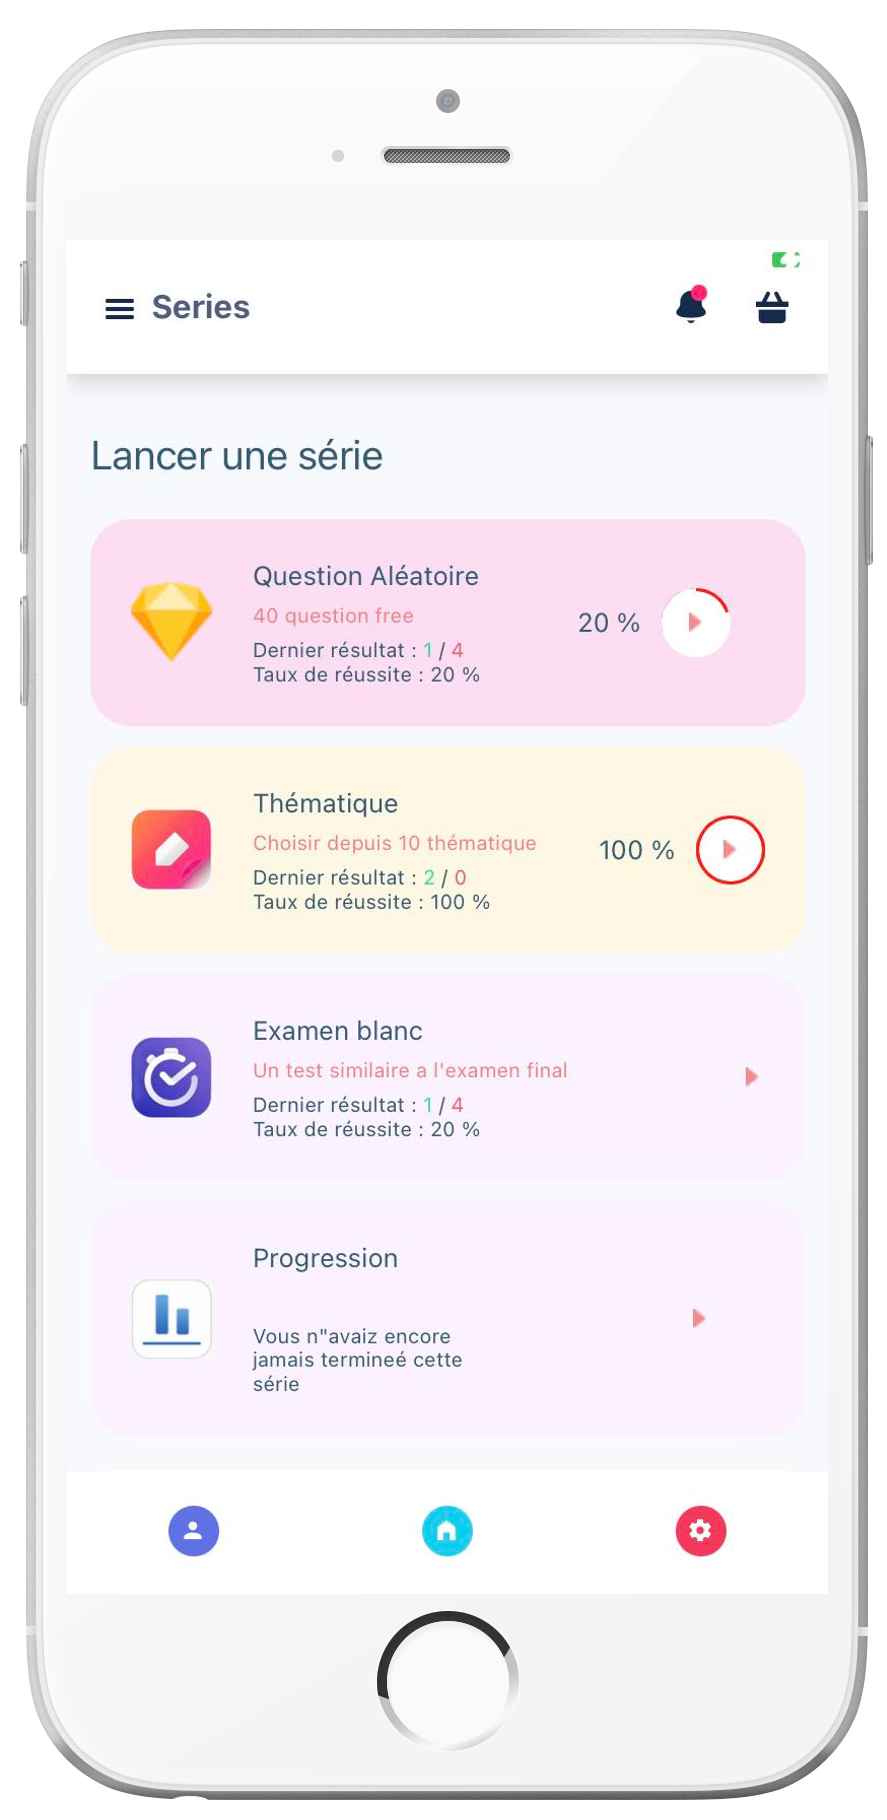 Series
Lancer une série
Question Aléatoire
40 question free
Dernier résultat : 1 / 4
Taux de réussite : 20 %
20 %
Thématique
Choisir depuis 10 thématique
Dernier résultat : 2 / 0
Taux de réussite : 100 %
100 %
Examen blanc
Un test similaire a l'examen final
Dernier résultat : 1 / 4
Taux de réussite : 20 %
Progression
Vous n"avaiz encore
jamais termineé cette
série